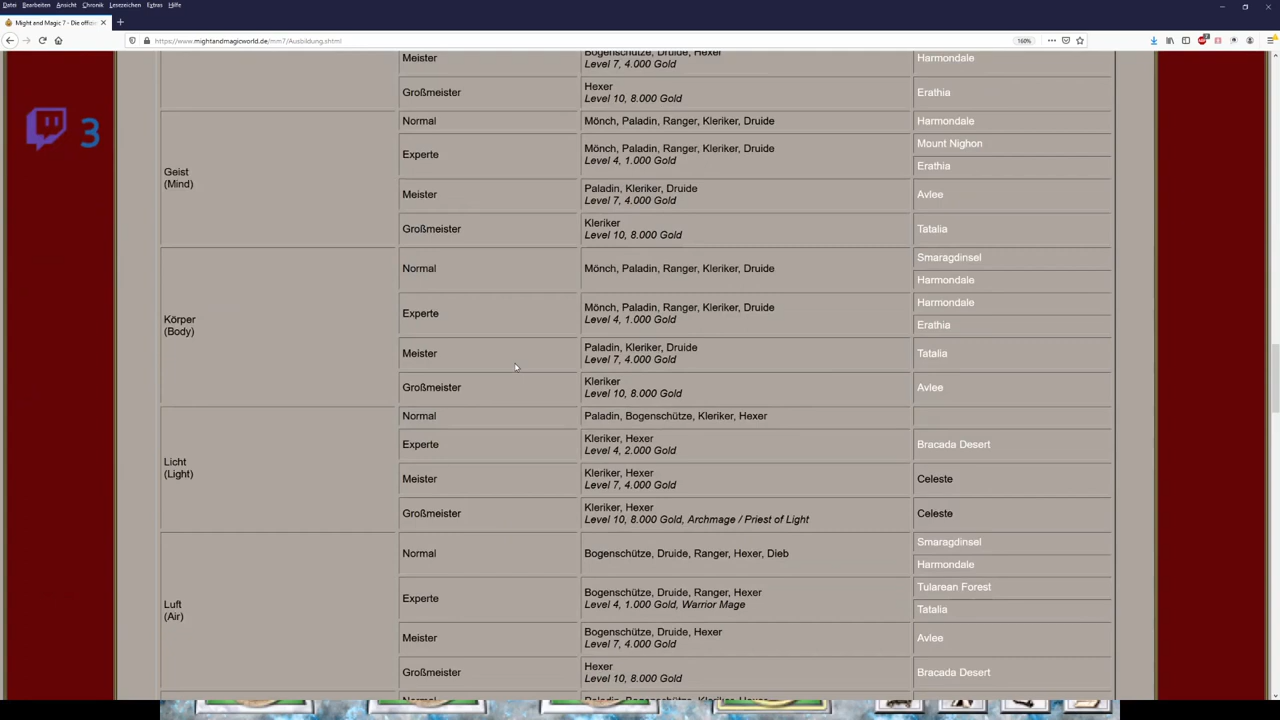 Datei Bearbeiten Ansicht Chronik Lesezeichen Extras Hilfe
Might and Magic 7 - Die offizi
https://www.mightandmagicworld.de/mm7/Ausbildung.shtml
160%
3
Meister
Bogenschütze, Druide, Hexer
Level 7, 4.000 Gold
Harmondale
Großmeister
Hexer
Level 10, 8.000 Gold
Erathia
Geist
(Mind)
Normal
Mönch, Paladin, Ranger, Kleriker, Druide
Harmondale
Experte
Mönch, Paladin, Ranger, Kleriker, Druide
Level 4, 1.000 Gold
Mount Nighon
Erathia
Meister
Paladin, Kleriker, Druide
Level 7, 4.000 Gold
Avlee
Großmeister
Kleriker
Level 10, 8.000 Gold
Tatalia
Körper
(Body)
Normal
Mönch, Paladin, Ranger, Kleriker, Druide
Smaragdinsel
Harmondale
Experte
Mönch, Paladin, Ranger, Kleriker, Druide
Level 4, 1.000 Gold
Harmondale
Erathia
Meister
Paladin, Kleriker, Druide
Level 7, 4.000 Gold
Tatalia
Großmeister
Kleriker
Level 10, 8.000 Gold
Avlee
Licht
(Light)
Normal
Paladin, Bogenschütze, Kleriker, Hexer
Experte
Kleriker, Hexer
Level 4, 2.000 Gold
Bracada Desert
Meister
Kleriker, Hexer
Level 7, 4.000 Gold
Celeste
Großmeister
Kleriker, Hexer
Level 10, 8.000 Gold, Archmage / Priest of Light
Celeste
Luft
(Air)
Normal
Bogenschütze, Druide, Ranger, Hexer, Dieb
Smaragdinsel
Harmondale
Experte
Bogenschütze, Druide, Ranger, Hexer
Level 4, 1.000 Gold, Warrior Mage
Tularean Forest
Tatalia
Meister
Bogenschütze, Druide, Hexer
Level 7, 4.000 Gold
Avlee
Großmeister
Hexer
Level 10, 8.000 Gold
Bracada Desert
Normal
Paladin, Bogenschütze, Kleriker, Hexer